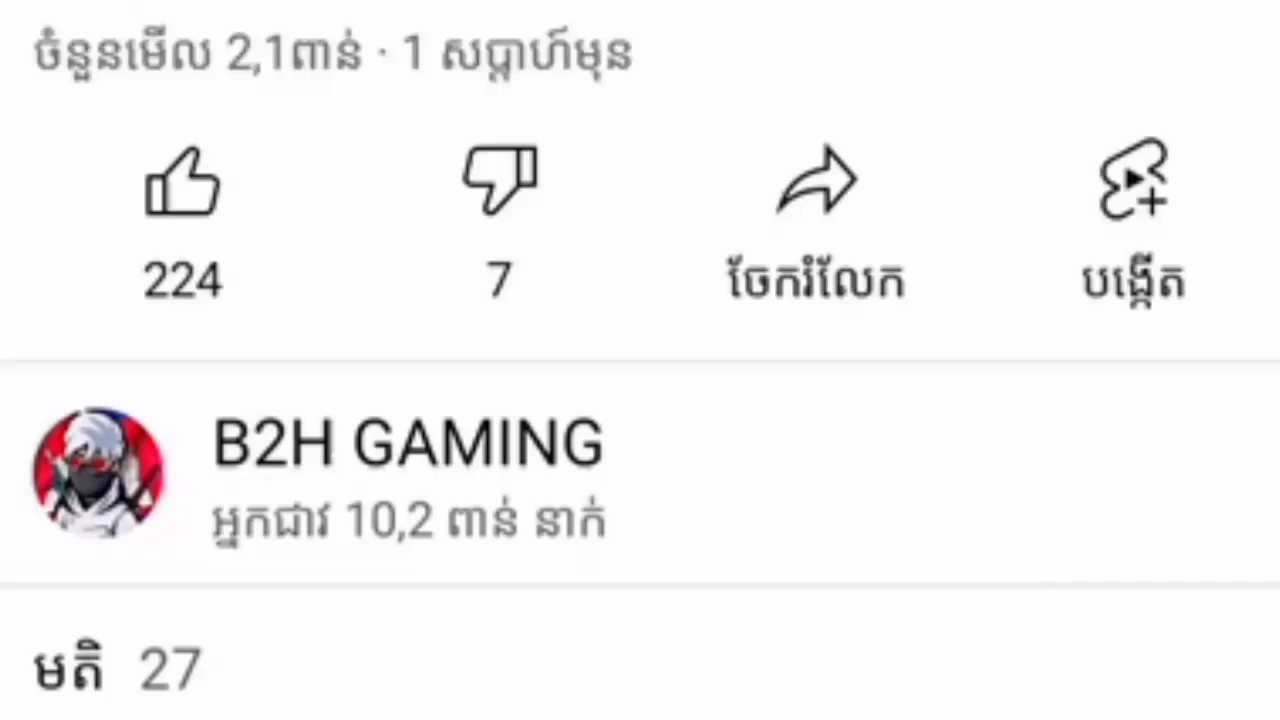 ចំនួនមើល 2,1ពាន់ · 1 សប្តាហ៍មុន
224 7 ចែករំលែក បង្កើត
B2H GAMING
អ្នកជាវ 10,2 ពាន់ នាក់
មតិ 27